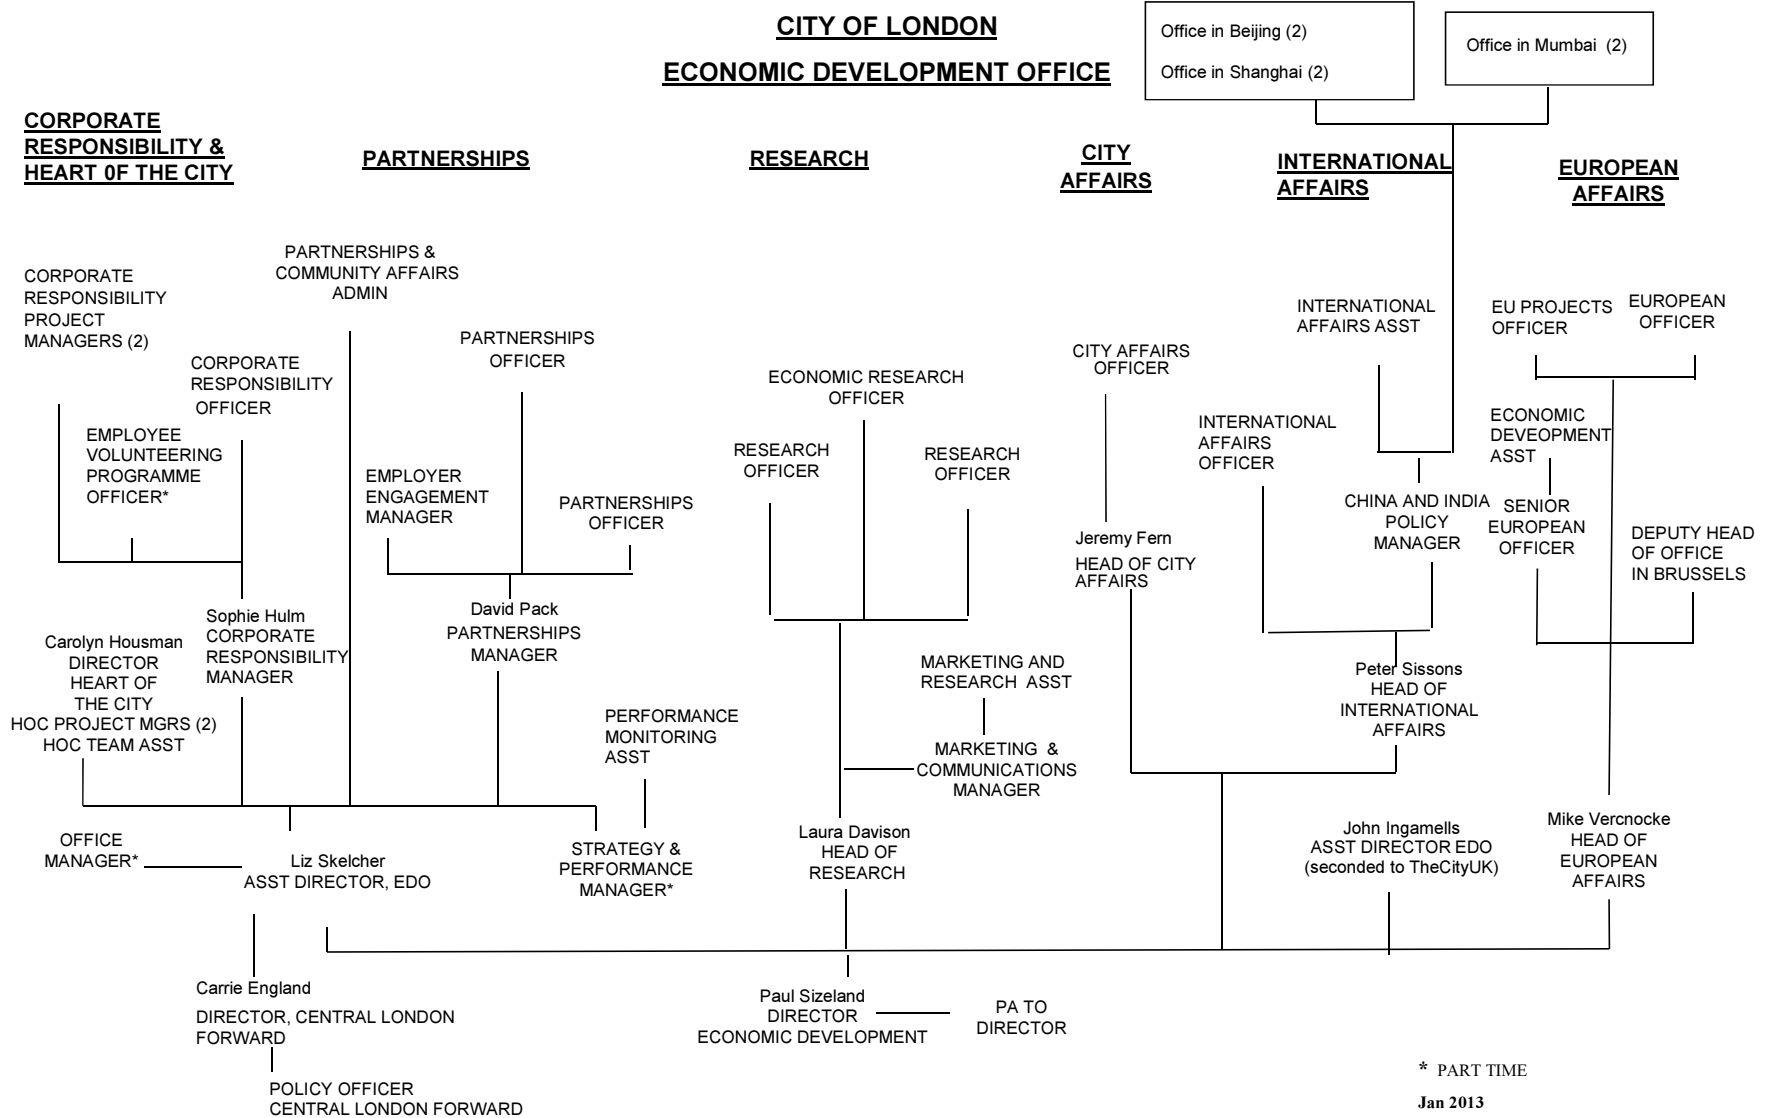 CITY OF LONDON
ECONOMIC DEVELOPMENT OFFICE
Office in Beijing (2)
Office in Shanghai (2)
Office in Mumbai (2)
CORPORATE
RESPONSIBILITY &
HEART 0F THE CITY
PARTNERSHIPS
RESEARCH
CITY
AFFAIRS
INTERNATIONAL
AFFAIRS
EUROPEAN
AFFAIRS
CORPORATE
RESPONSIBILITY
PROJECT
MANAGERS (2)
EMPLOYEE
VOLUNTEERING
PROGRAMME
OFFICER*
CORPORATE
RESPONSIBILITY
OFFICER
PARTNERSHIPS &
COMMUNITY AFFAIRS
ADMIN
PARTNERSHIPS
OFFICER
EMPLOYER
ENGAGEMENT
MANAGER
PARTNERSHIPS
OFFICER
ECONOMIC RESEARCH
OFFICER
RESEARCH
OFFICER
RESEARCH
OFFICER
CITY AFFAIRS
OFFICER
INTERNATIONAL
AFFAIRS ASST
INTERNATIONAL
AFFAIRS
OFFICER
CHINA AND INDIA
POLICY
MANAGER
EU PROJECTS
OFFICER
EUROPEAN
OFFICER
ECONOMIC
DEVEOPMENT
ASST
SENIOR
EUROPEAN
OFFICER
DEPUTY HEAD
OF OFFICE
IN BRUSSELS
Jeremy Fern
HEAD OF CITY
AFFAIRS
Carolyn Housman
DIRECTOR
HEART OF
THE CITY
HOC PROJECT MGRS (2)
HOC TEAM ASST
Sophie Hulm
CORPORATE
RESPONSIBILITY
MANAGER
David Pack
PARTNERSHIPS
MANAGER
PERFORMANCE
MONITORING
ASST
MARKETING AND
RESEARCH ASST
MARKETING &
COMMUNICATIONS
MANAGER
Peter Sissons
HEAD OF
INTERNATIONAL
AFFAIRS
OFFICE
MANAGER*
Liz Skelcher
ASST DIRECTOR, EDO
STRATEGY &
PERFORMANCE
MANAGER*
Laura Davison
HEAD OF
RESEARCH
John Ingamells
ASST DIRECTOR EDO
(seconded to TheCityUK)
Mike Vercnocke
HEAD OF
EUROPEAN
AFFAIRS
Carrie England
DIRECTOR, CENTRAL LONDON
FORWARD
POLICY OFFICER
CENTRAL LONDON FORWARD
Paul Sizeland
DIRECTOR
ECONOMIC DEVELOPMENT
PA TO
DIRECTOR
* PART TIME
Jan 2013